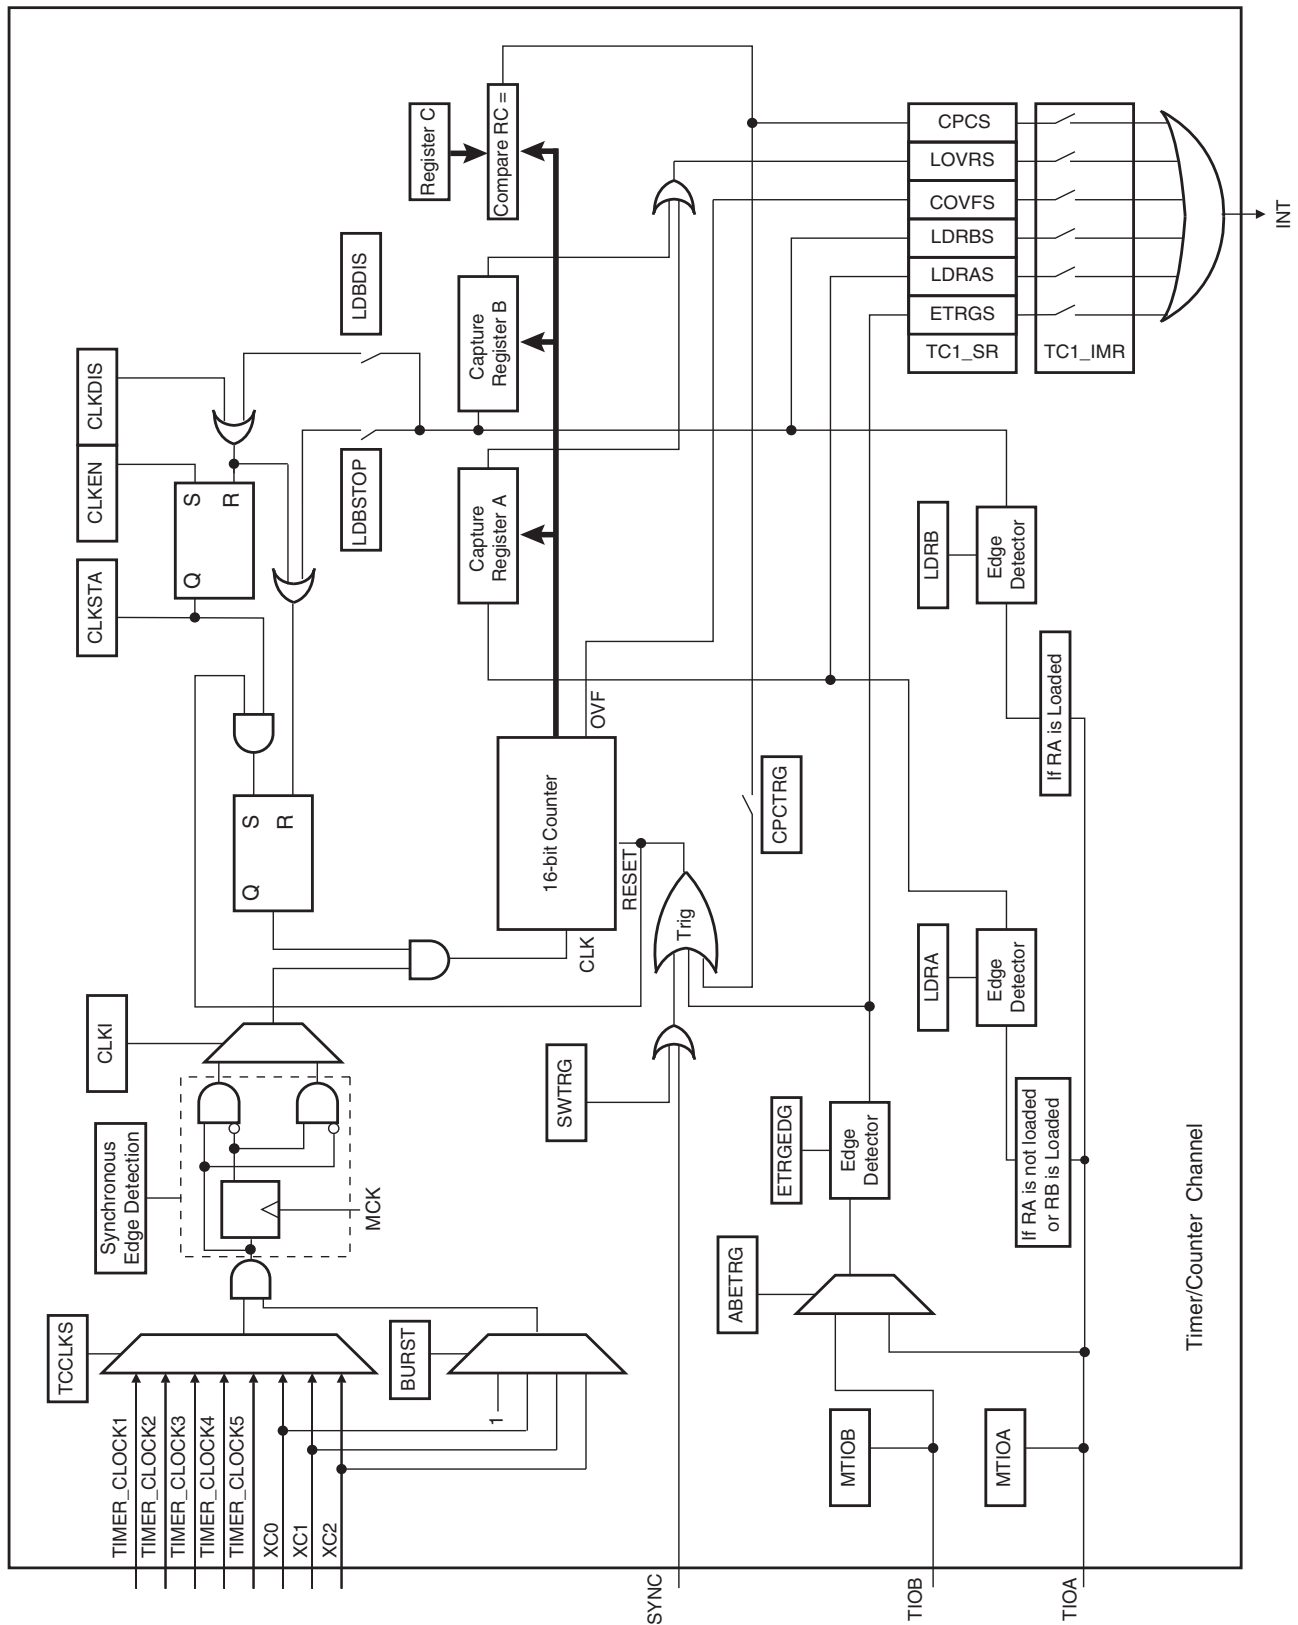 TCCLKS
TIMER_CLOCK1
TIMER_CLOCK2
TIMER_CLOCK3
TIMER_CLOCK4
TIMER_CLOCK5
XC0
XC1
XC2
BURST
1
Synchronous
Edge Detection
MCK
CLKI
CLKSTA
CLKEN
CLKDIS
Q
S
R
Q
S
R
LDBSTOP
LDBDIS
Register C
Capture
Register A
Capture
Register B
Compare RC =
16-bit Counter
CLK
OVF
RESET
SWTRG
Trig
CPCTRG
SYNC
ABETRG
ETRGEDG
Edge
Detector
MTIOB
TIOB
MTIOA
TIOA
LDRA
Edge
Detector
If RA is not loaded
or RB is Loaded
LDRB
Edge
Detector
If RA is Loaded
CPCS
LOVRS
COVFS
LDRBS
LDRAS
ETRGS
TC1_SR
TC1_IMR
INT
Timer/Counter Channel